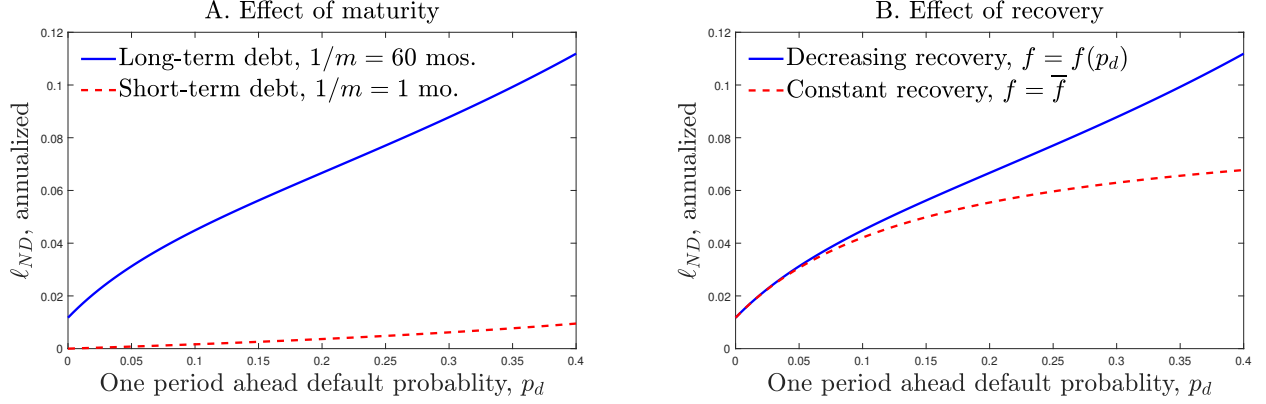 A. Effect of maturity
0.12
0.1
0.08
0.06
0.04
0.02
0
ℓ_ND, annualized
Long-term debt, 1/m = 60 mos.
Short-term debt, 1/m = 1 mo.
0 0.05 0.1 0.15 0.2 0.25 0.3 0.35 0.4
One period ahead default probablity, p_d
B. Effect of recovery
0.12
0.1
0.08
0.06
0.04
0.02
0
ℓ_ND, annualized
Decreasing recovery, f = f(p_d)
Constant recovery, f = f̅
0 0.05 0.1 0.15 0.2 0.25 0.3 0.35 0.4
One period ahead default probablity, p_d